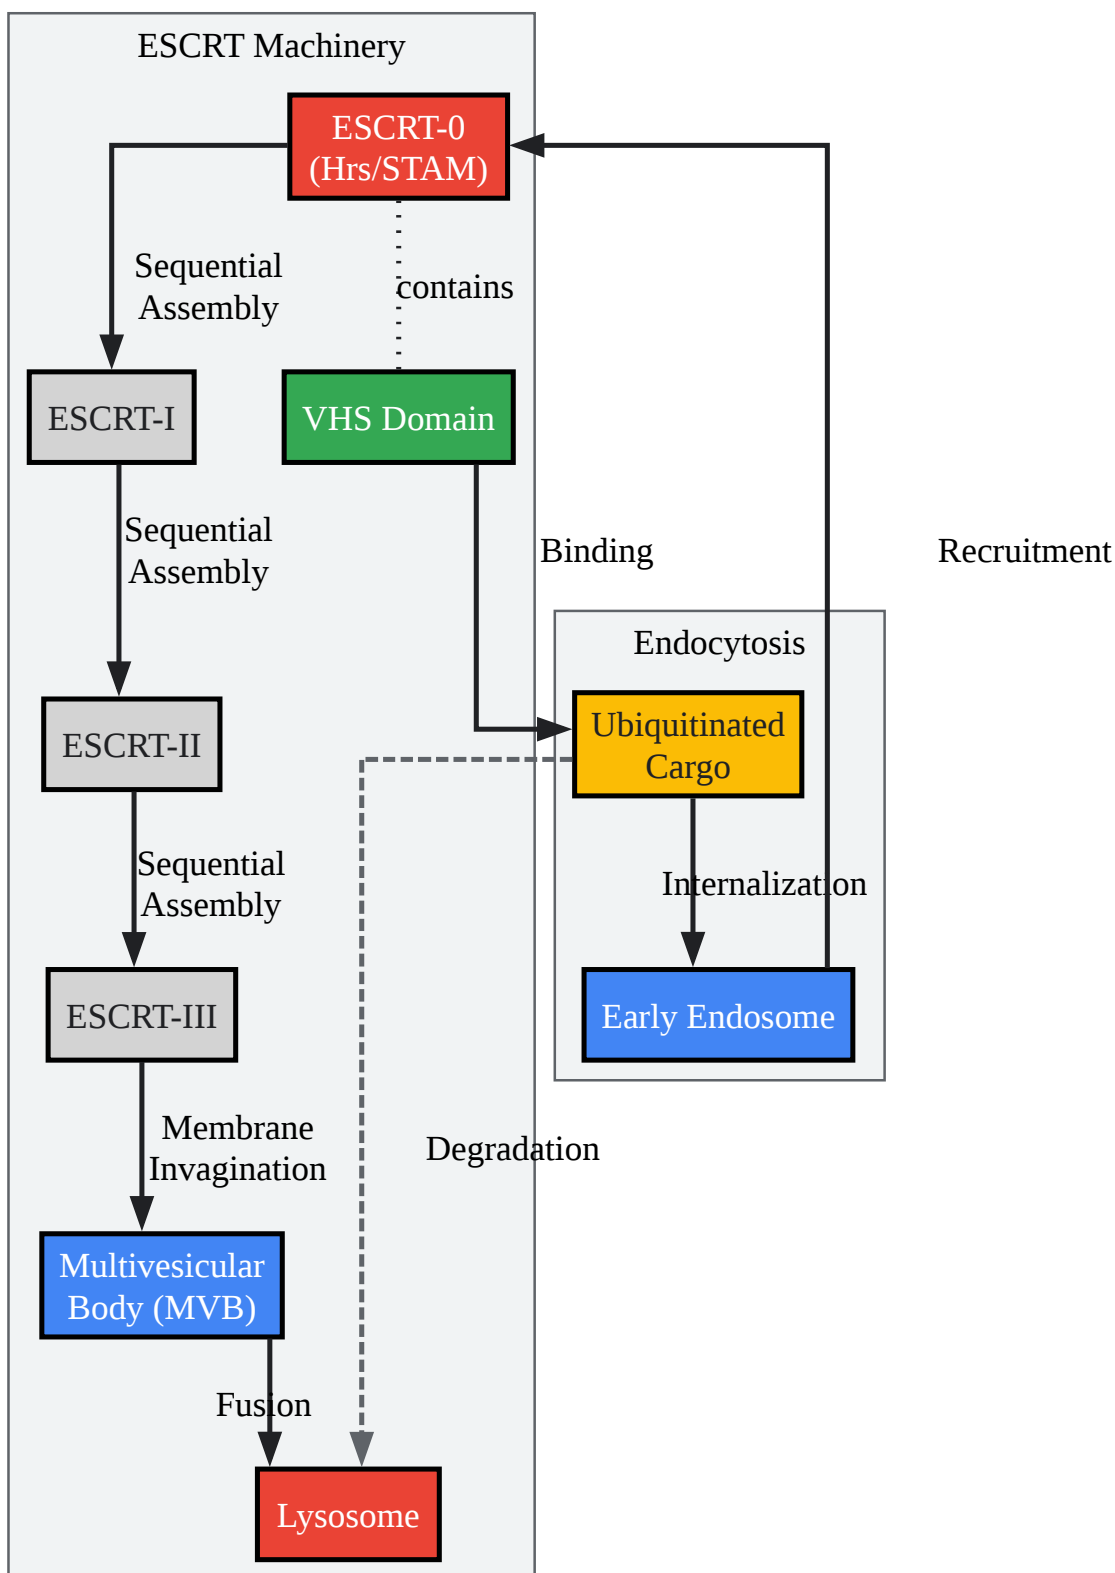 ESCRT Machinery
ESCRT-0
(Hrs/STAM)
Sequential
Assembly
contains
ESCRT-I
VHS Domain
Sequential
Assembly
Binding
Recruitment
Endocytosis
Ubiquitinated
Cargo
ESCRT-II
Sequential
Assembly
Internalization
ESCRT-III
Early Endosome
Membrane
Invagination
Degradation
Multivesicular
Body (MVB)
Fusion
Lysosome